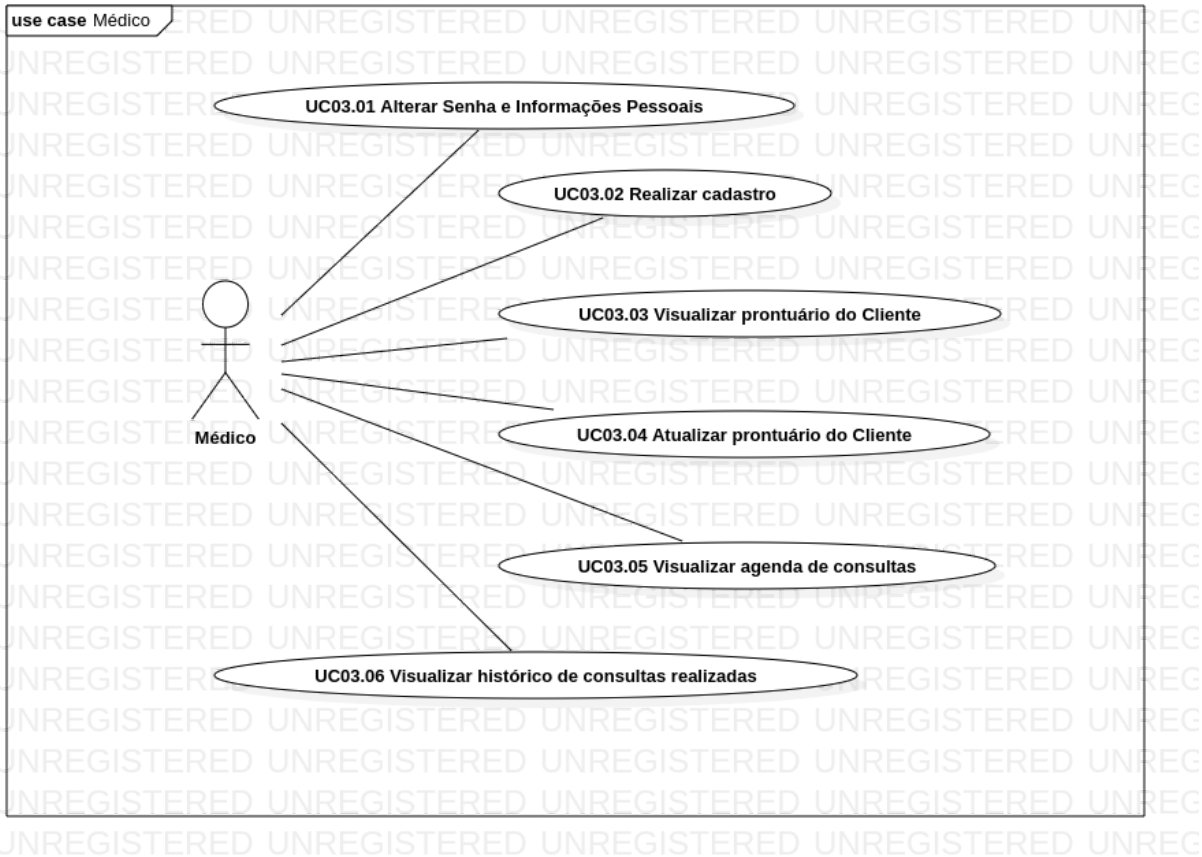 use case Médico
UC03.01 Alterar Senha e Informações Pessoais
UC03.02 Realizar cadastro
UC03.03 Visualizar prontuário do Cliente
Médico
UC03.04 Atualizar prontuário do Cliente
UC03.05 Visualizar agenda de consultas
UC03.06 Visualizar histórico de consultas realizadas
UNREGISTERED